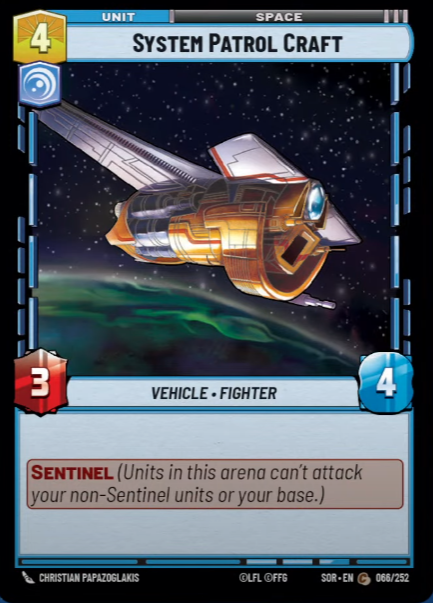 UNIT
SPACE
4
SYSTEM PATROL CRAFT
3
VEHICLE • FIGHTER
4
SENTINEL (Units in this arena can't attack
your non-Sentinel units or your base.)
CHRISTIAN PAPAZOGLAKIS
©LFL ©FFG
SOR • EN C 066/252